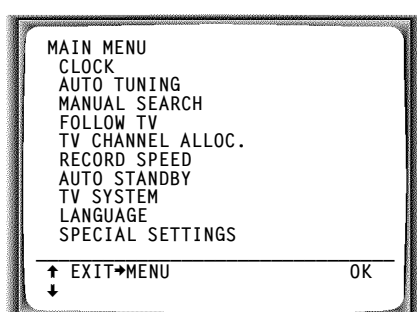 MAIN MENU
CLOCK
AUTO TUNING
MANUAL SEARCH
FOLLOW TV
TV CHANNEL ALLOC.
RECORD SPEED
AUTO STANDBY
TV SYSTEM
LANGUAGE
SPECIAL SETTINGS
↑ EXIT→MENU OK
↓